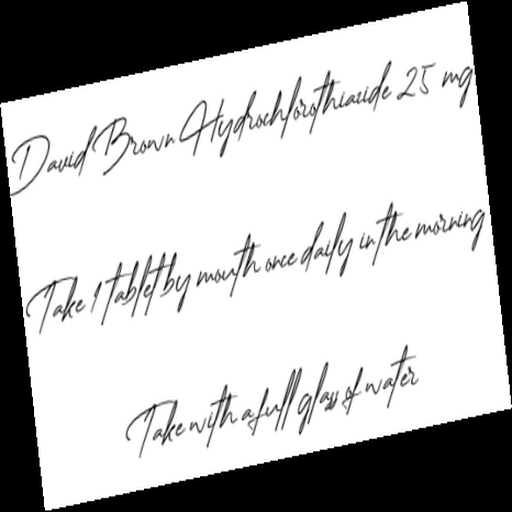 David Brown Hydrochlorothiazide 25 mg
Take 1 tablet by mouth once daily in the morning
Take with a full glass of water